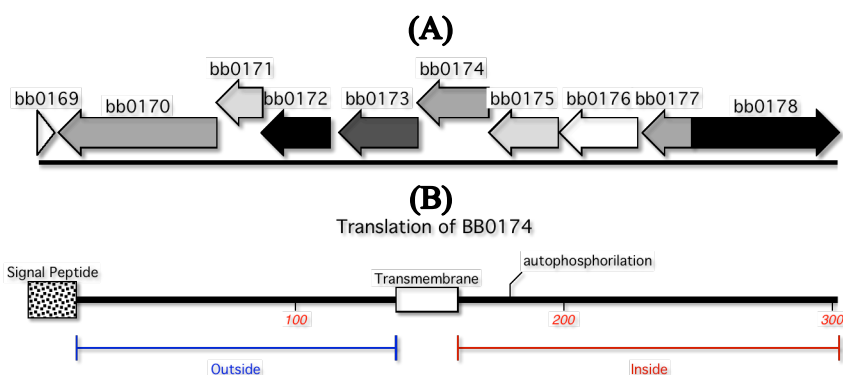 (A)
bb0171 bb0174
bb0169 bb0170 bb0172 bb0173 bb0175 bb0176 bb0177 bb0178
(B)
Translation of BB0174
Signal Peptide Transmembrane autophosphorilation
100 200 300
Outside Inside